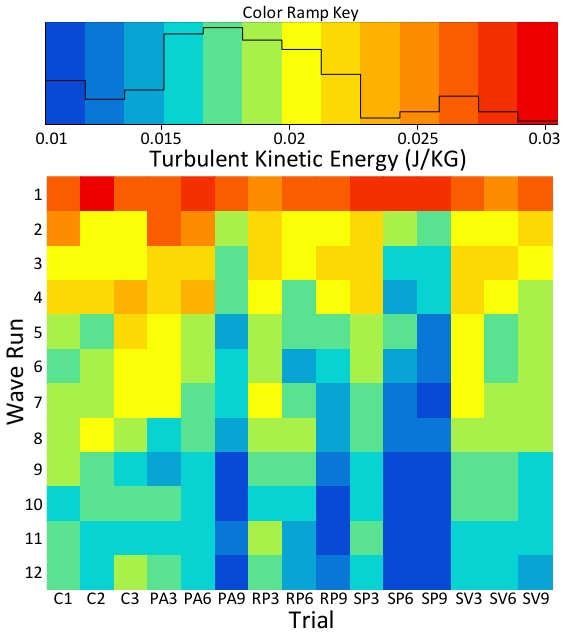 Color Ramp Key
0.01 0.015 0.02 0.025 0.03
Turbulent Kinetic Energy (J/KG)
Wave Run
1
2
3
4
5
6
7
8
9
10
11
12
C1 C2 C3 PA3 PA6 PA9 RP3 RP6 RP9 SP3 SP6 SP9 SV3 SV6 SV9
Trial